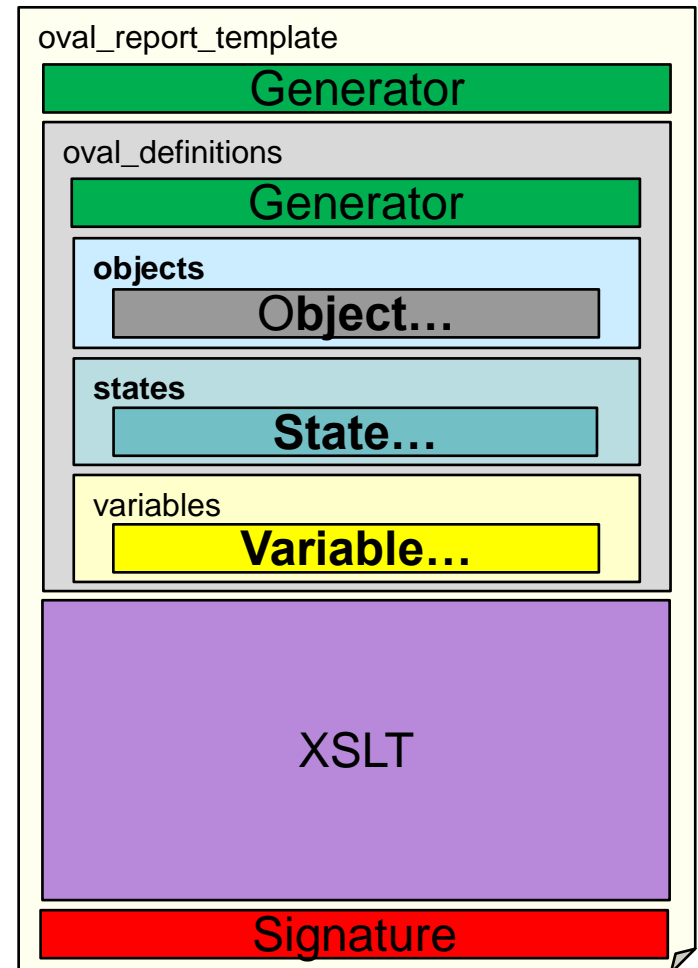 oval_report_template
Generator
oval_definitions
Generator
objects
Object…
states
State…
variables
Variable…
XSLT
Signature